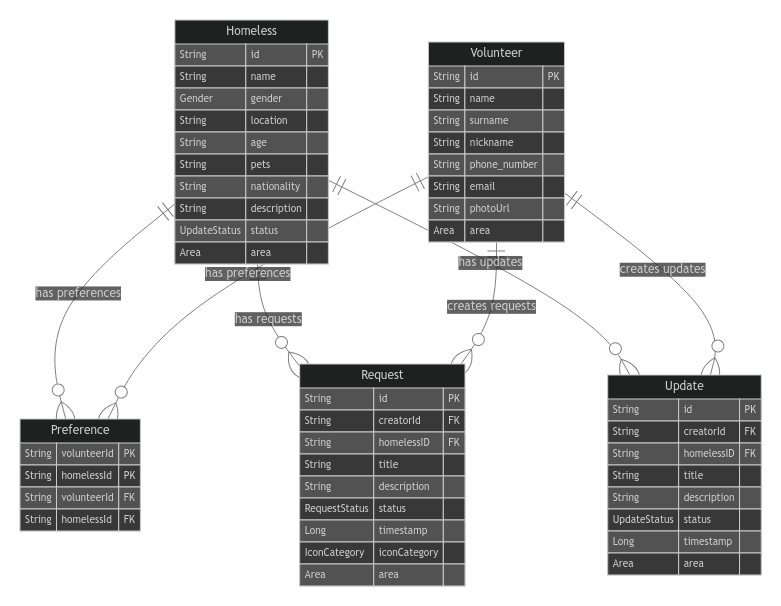 Homeless
String id PK
String name
Gender gender
String location
String age
String pets
String nationality
String description
UpdateStatus status
Area area
Volunteer
String id PK
String name
String surname
String nickname
String phone_number
String email
String photoUrl
Area area
has preferences
has preferences
has requests
has updates
creates requests
creates updates
Preference
String volunteerId PK
String homelessId PK
String volunteerId FK
String homelessId FK
Request
String id PK
String creatorId FK
String homelessID FK
String title
String description
RequestStatus status
Long timestamp
IconCategory iconCategory
Area area
Update
String id PK
String creatorId FK
String homelessID FK
String title
String description
UpdateStatus status
Long timestamp
Area area